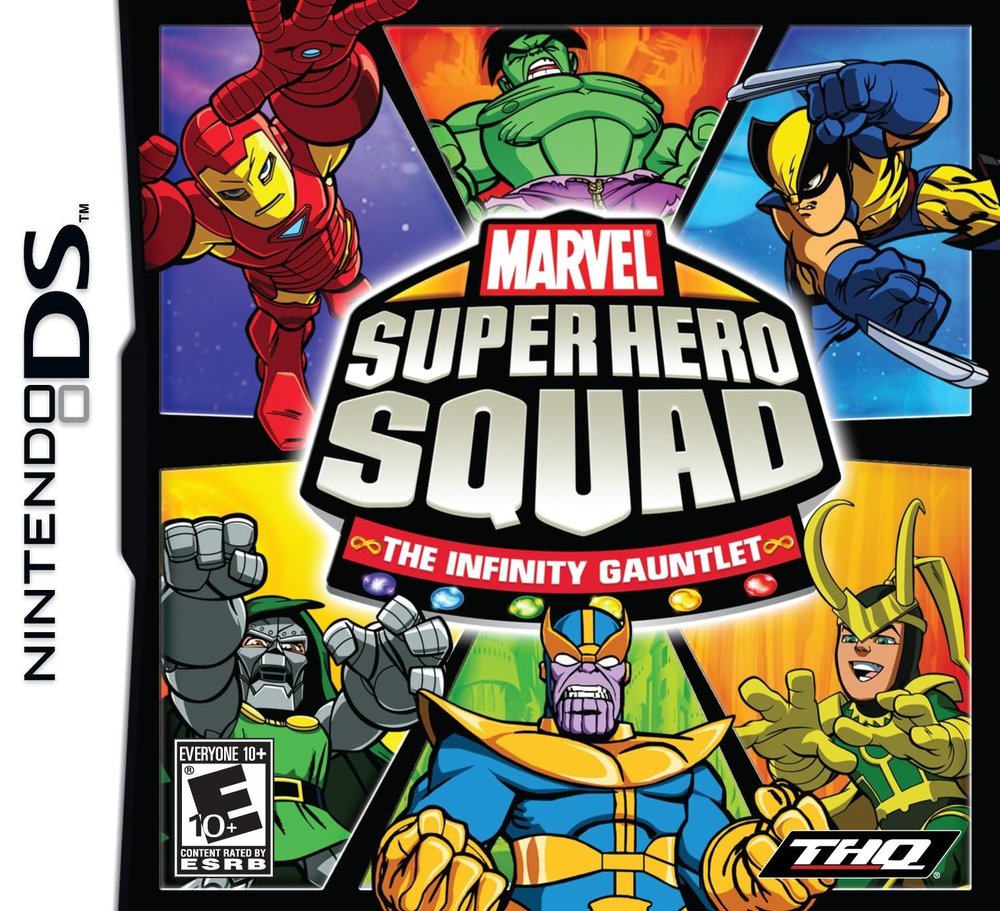 NINTENDO DS™
MARVEL®
SUPER HERO
SQUAD
THE INFINITY GAUNTLET
EVERYONE 10+
®
E
10+
CONTENT RATED BY
ESRB
THQ®